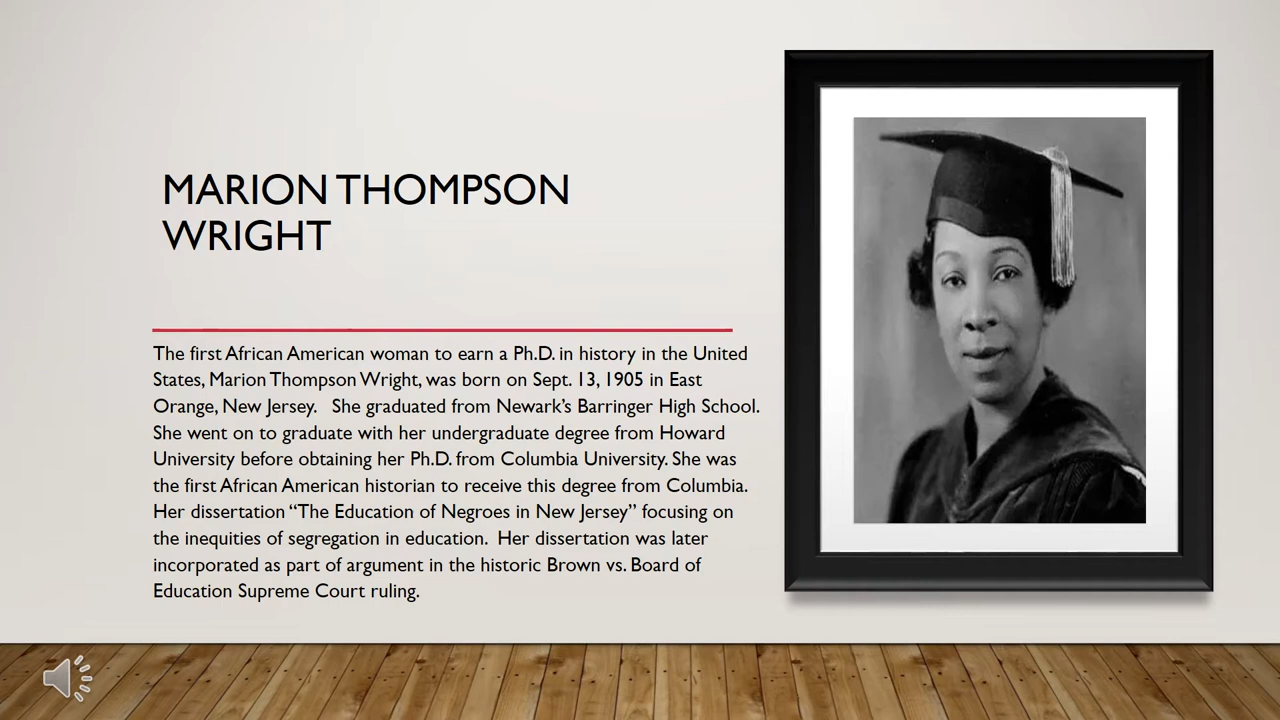 MARION THOMPSON
WRIGHT
The first African American woman to earn a Ph.D. in history in the United
States, Marion Thompson Wright, was born on Sept. 13, 1905 in East
Orange, New Jersey.   She graduated from Newark’s Barringer High School.
She went on to graduate with her undergraduate degree from Howard
University before obtaining her Ph.D. from Columbia University. She was
the first African American historian to receive this degree from Columbia.
Her dissertation “The Education of Negroes in New Jersey” focusing on
the inequities of segregation in education.  Her dissertation was later
incorporated as part of argument in the historic Brown vs. Board of
Education Supreme Court ruling.